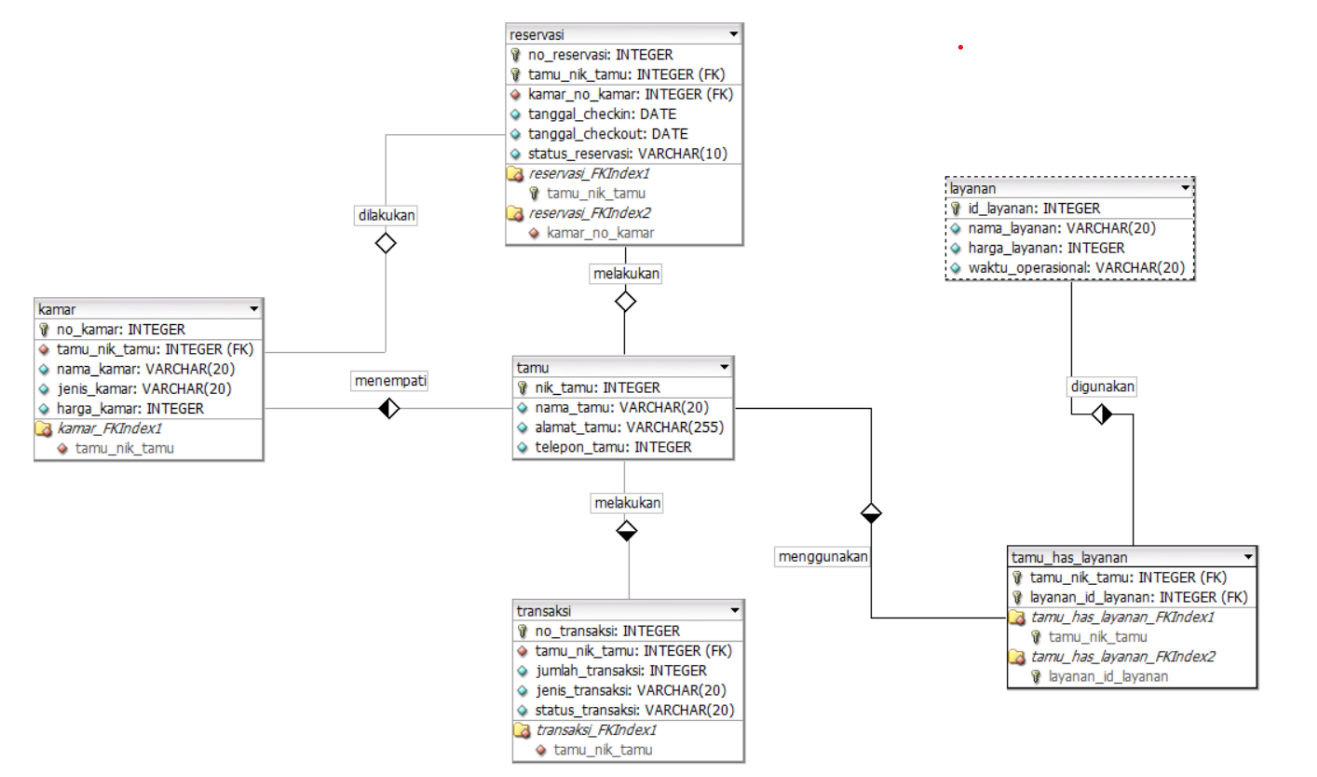 reservasi
no_reservasi: INTEGER
tamu_nik_tamu: INTEGER (FK)
kamar_no_kamar: INTEGER (FK)
tanggal_checkin: DATE
tanggal_checkout: DATE
status_reservasi: VARCHAR(10)
reservasi_FKIndex1
tamu_nik_tamu
reservasi_FKIndex2
kamar_no_kamar
layanan
id_layanan: INTEGER
nama_layanan: VARCHAR(20)
harga_layanan: INTEGER
waktu_operasional: VARCHAR(20)
dilakukan
melakukan
kamar
no_kamar: INTEGER
tamu_nik_tamu: INTEGER (FK)
nama_kamar: VARCHAR(20)
jenis_kamar: VARCHAR(20)
harga_kamar: INTEGER
kamar_FKIndex1
tamu_nik_tamu
menempati
tamu
nik_tamu: INTEGER
nama_tamu: VARCHAR(20)
alamat_tamu: VARCHAR(255)
telepon_tamu: INTEGER
digunakan
melakukan
menggunakan
transaksi
no_transaksi: INTEGER
tamu_nik_tamu: INTEGER (FK)
jumlah_transaksi: INTEGER
jenis_transaksi: VARCHAR(20)
status_transaksi: VARCHAR(20)
transaksi_FKIndex1
tamu_nik_tamu
tamu_has_layanan
tamu_nik_tamu: INTEGER (FK)
layanan_id_layanan: INTEGER (FK)
tamu_has_layanan_FKIndex1
tamu_nik_tamu
tamu_has_layanan_FKIndex2
layanan_id_layanan